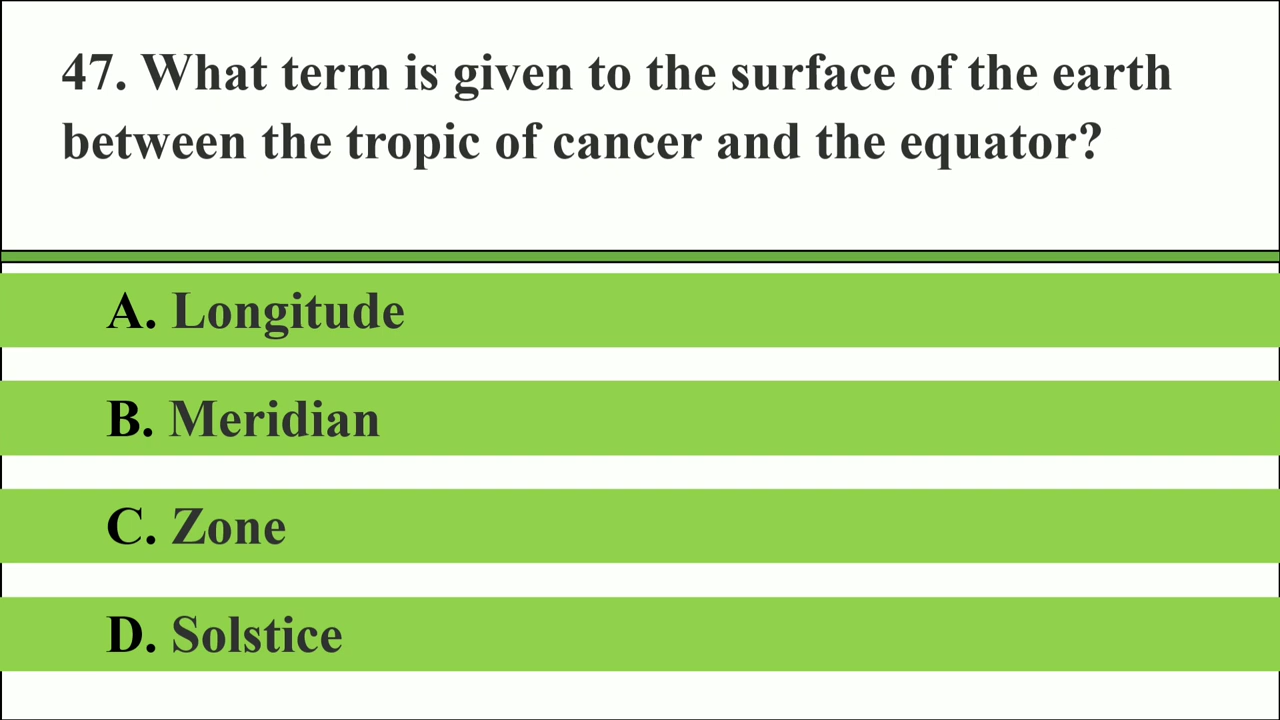 47. What term is given to the surface of the earth
between the tropic of cancer and the equator?
A. Longitude
B. Meridian
C. Zone
D. Solstice